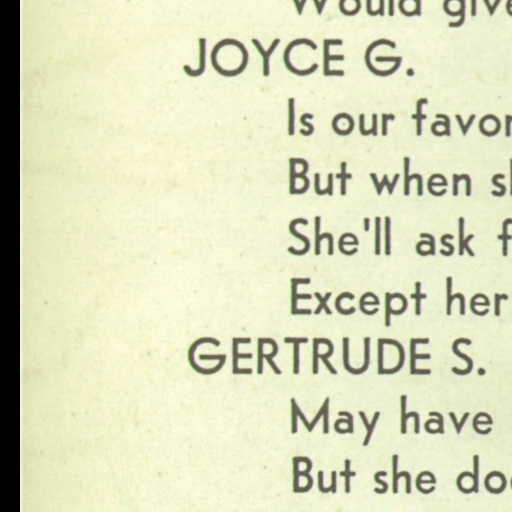 Would give
JOYCE G.
Is our favor
But when sh
She'll ask f
Except her
GERTRUDE S.
May have
But she do